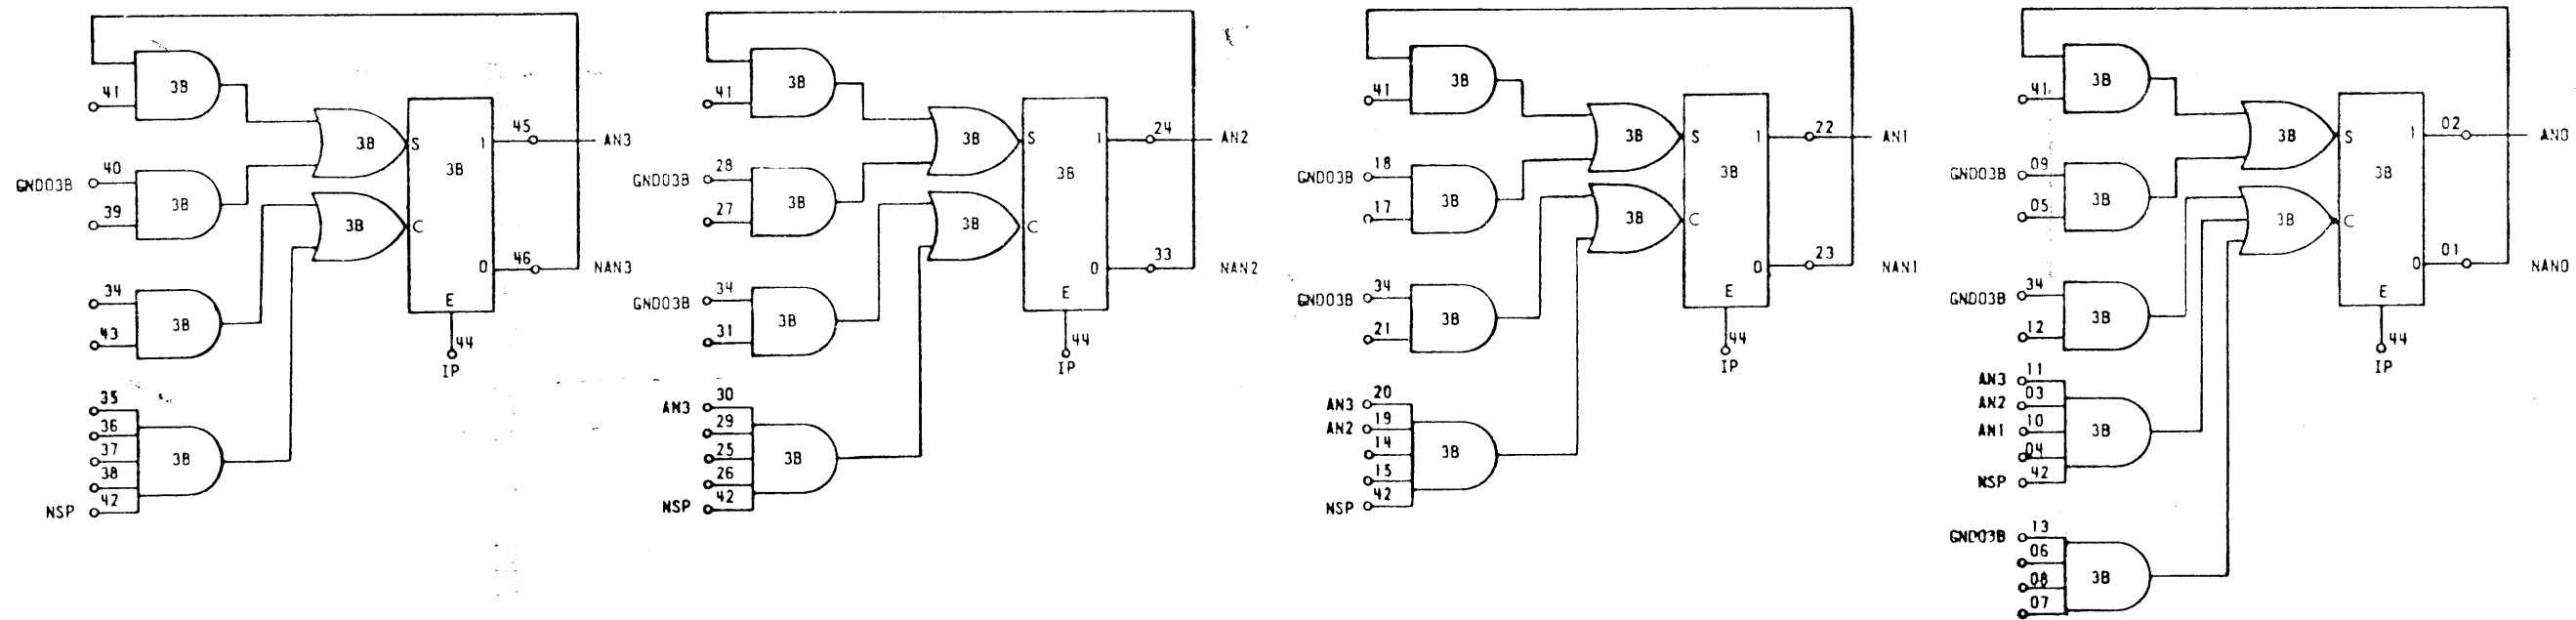 3B
41
3B
S
1
45
AN3
3B
40
GND03B
39
3B
3B
C
0
46
NAN3
E
44
IP
34
43
3B
35
36
37
38
42
NSP
3B
3B
41
3B
S
1
24
AN2
3B
28
GND03B
27
3B
3B
C
0
33
NAN2
E
44
IP
34
GND03B
31
3B
30
AN3
29
25
26
42
NSP
3B
3B
41
3B
S
1
22
AN1
3B
18
GND03B
17
3B
3B
C
0
23
NAN1
E
44
IP
34
GND03B
21
3B
20
AN3
19
AN2
14
15
42
NSP
3B
3B
41
3B
S
1
02
AN0
3B
09
GND03B
05
3B
3B
C
0
01
NAN0
E
44
IP
34
GND03B
12
3B
11
AN3
03
AN2
10
AN1
04
42
NSP
3B
13
GND03B
06
08
07
3B